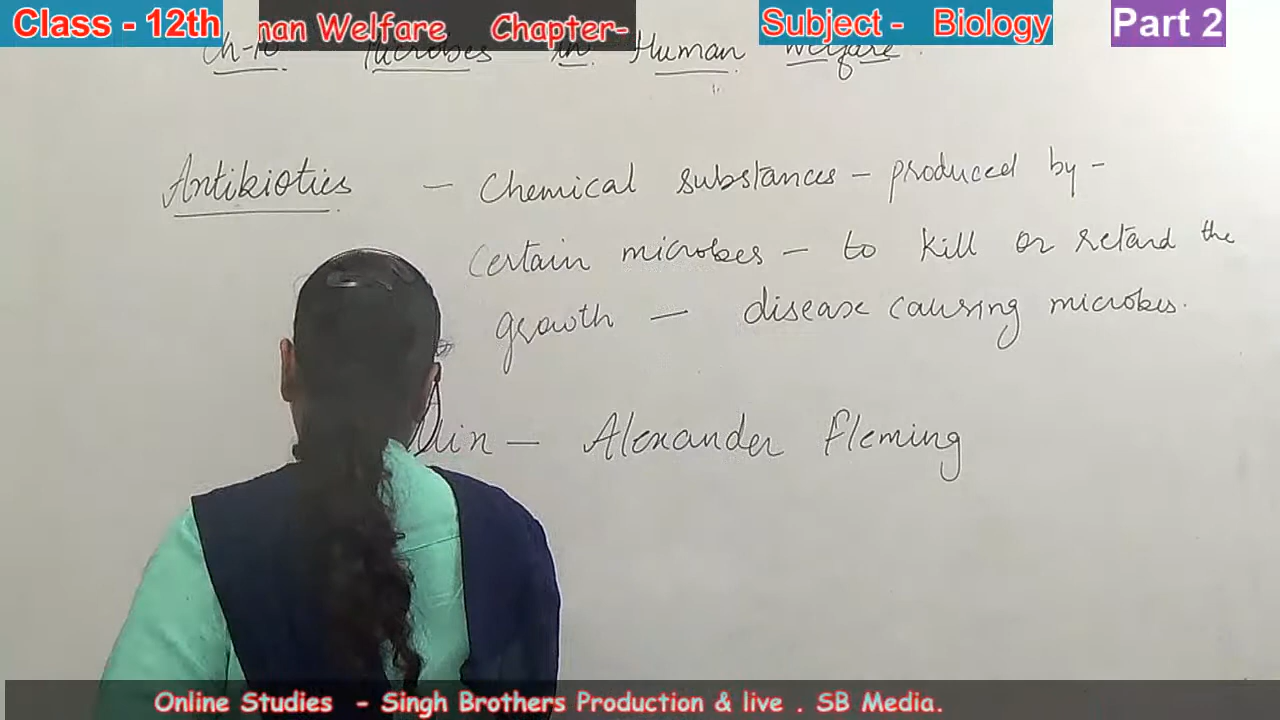 Class - 12th
man Welfare Chapter-
Subject - Biology
Part 2
Ch-10 Microbes in Human Welfare.
Antibiotics - Chemical substances - produced by -
Certain microbes - to kill or retard the
growth - disease causing microbes.
llin - Alexander Fleming
Online Studies - Singh Brothers Production & live . SB Media.